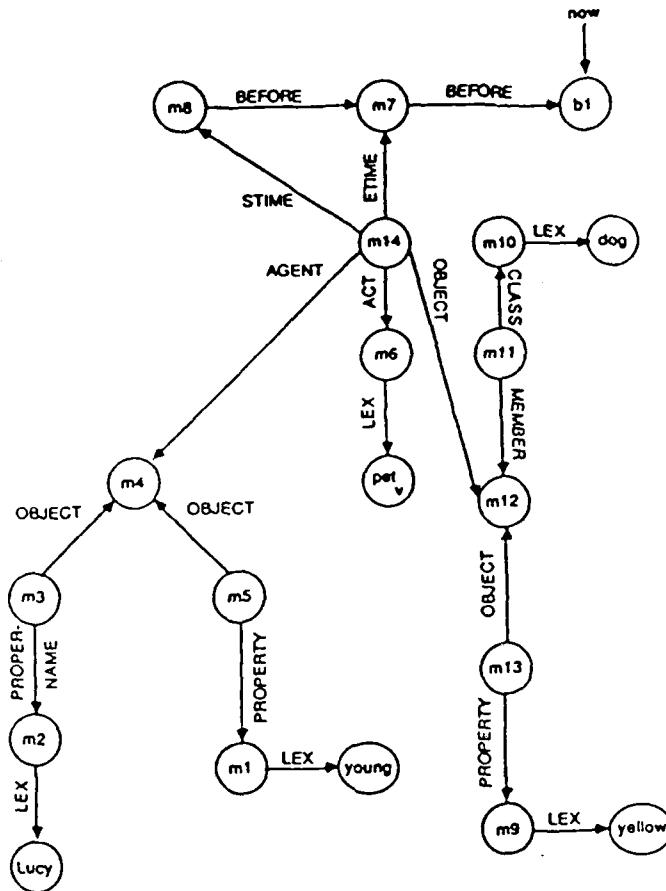 now
m8 BEFORE m7 BEFORE b1
STIME ETIME
m14 m10 LEX dog
AGENT ACT OBJECT CLASS
m6 m11
LEX MEMBER
m4 pet v m12
OBJECT OBJECT
m3 m5 OBJECT
PROPER-
NAME PROPERTY m13
m2 PROPERTY
m1 LEX young
LEX
m9 LEX yellow
Lucy